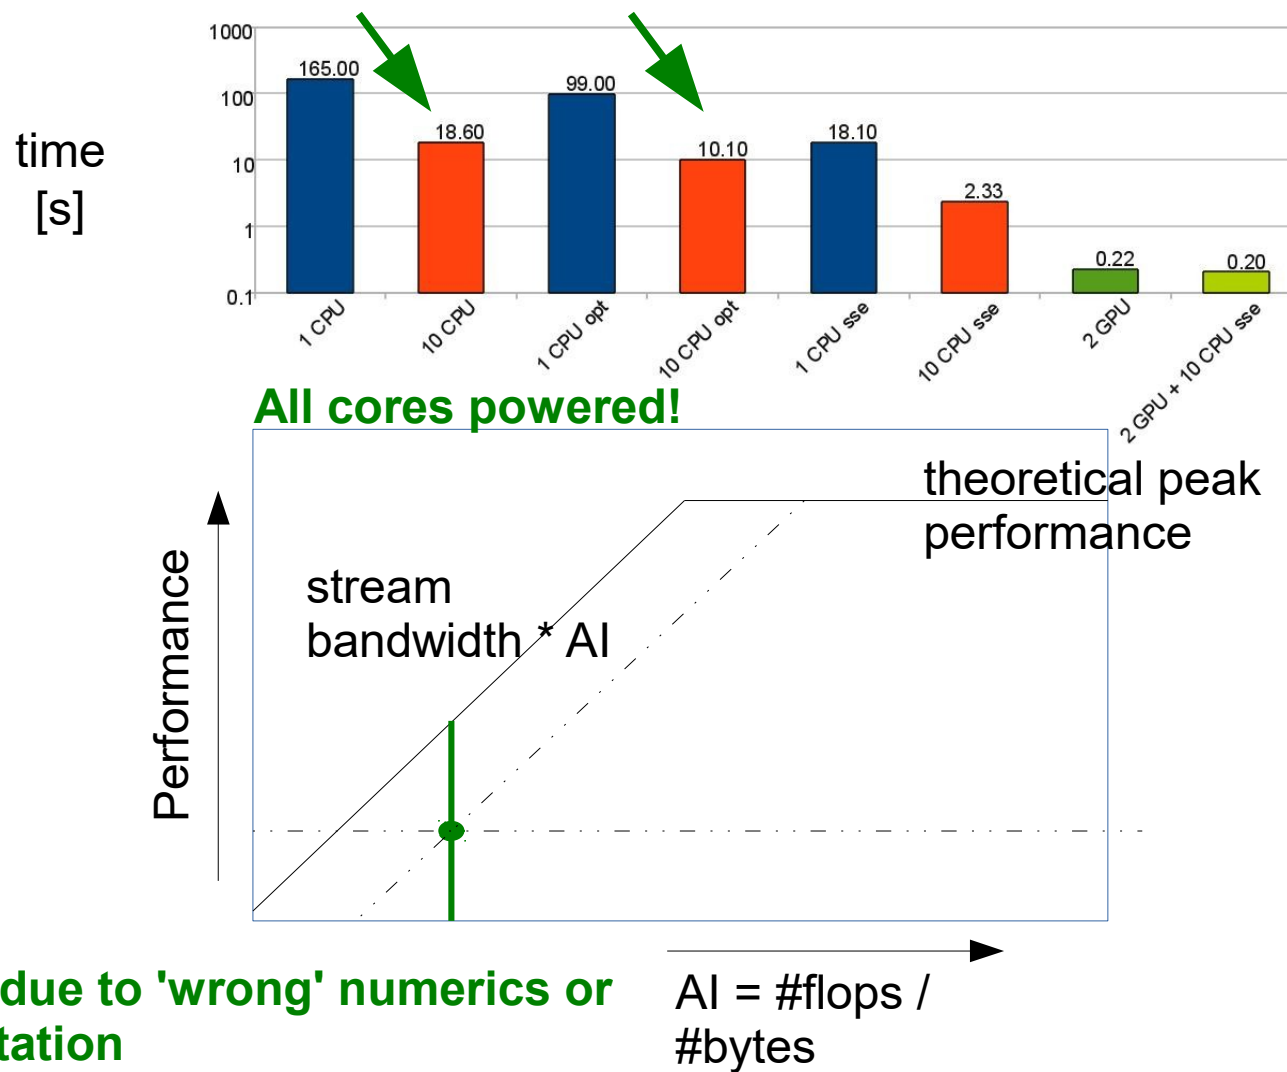 time
[s]
1000
100
10
1
0.1
165.00
18.60
99.00
10.10
18.10
2.33
0.22
0.20
1 CPU
10 CPU
1 CPU opt
10 CPU opt
1 CPU sse
10 CPU sse
2 GPU
2 GPU + 10 CPU sse
All cores powered!
theoretical peak
performance
stream
bandwidth * AI
Performance
due to 'wrong' numerics or
tation
AI = #flops /
#bytes